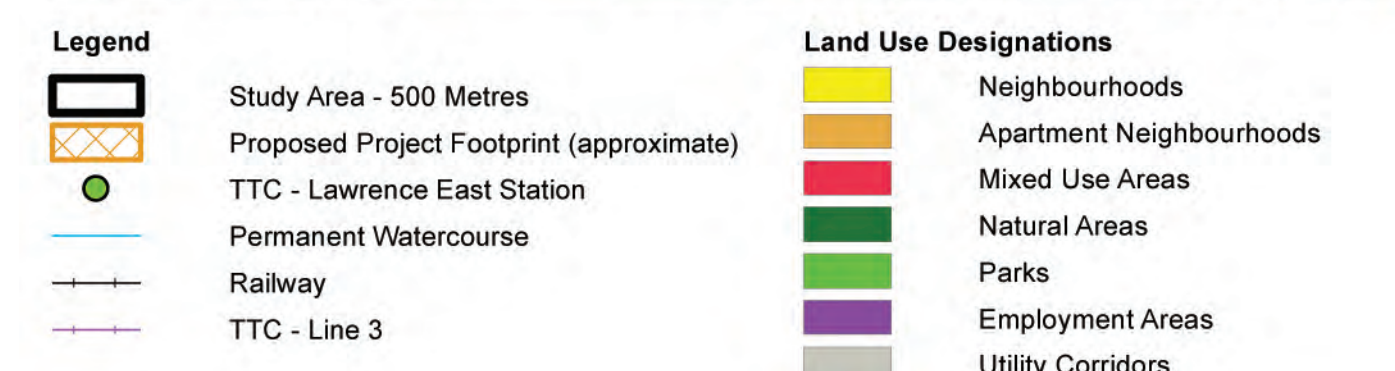 Legend
Study Area - 500 Metres
Proposed Project Footprint (approximate)
TTC - Lawrence East Station
Permanent Watercourse
Railway
TTC - Line 3
Land Use Designations
Neighbourhoods
Apartment Neighbourhoods
Mixed Use Areas
Natural Areas
Parks
Employment Areas
Utility Corridors